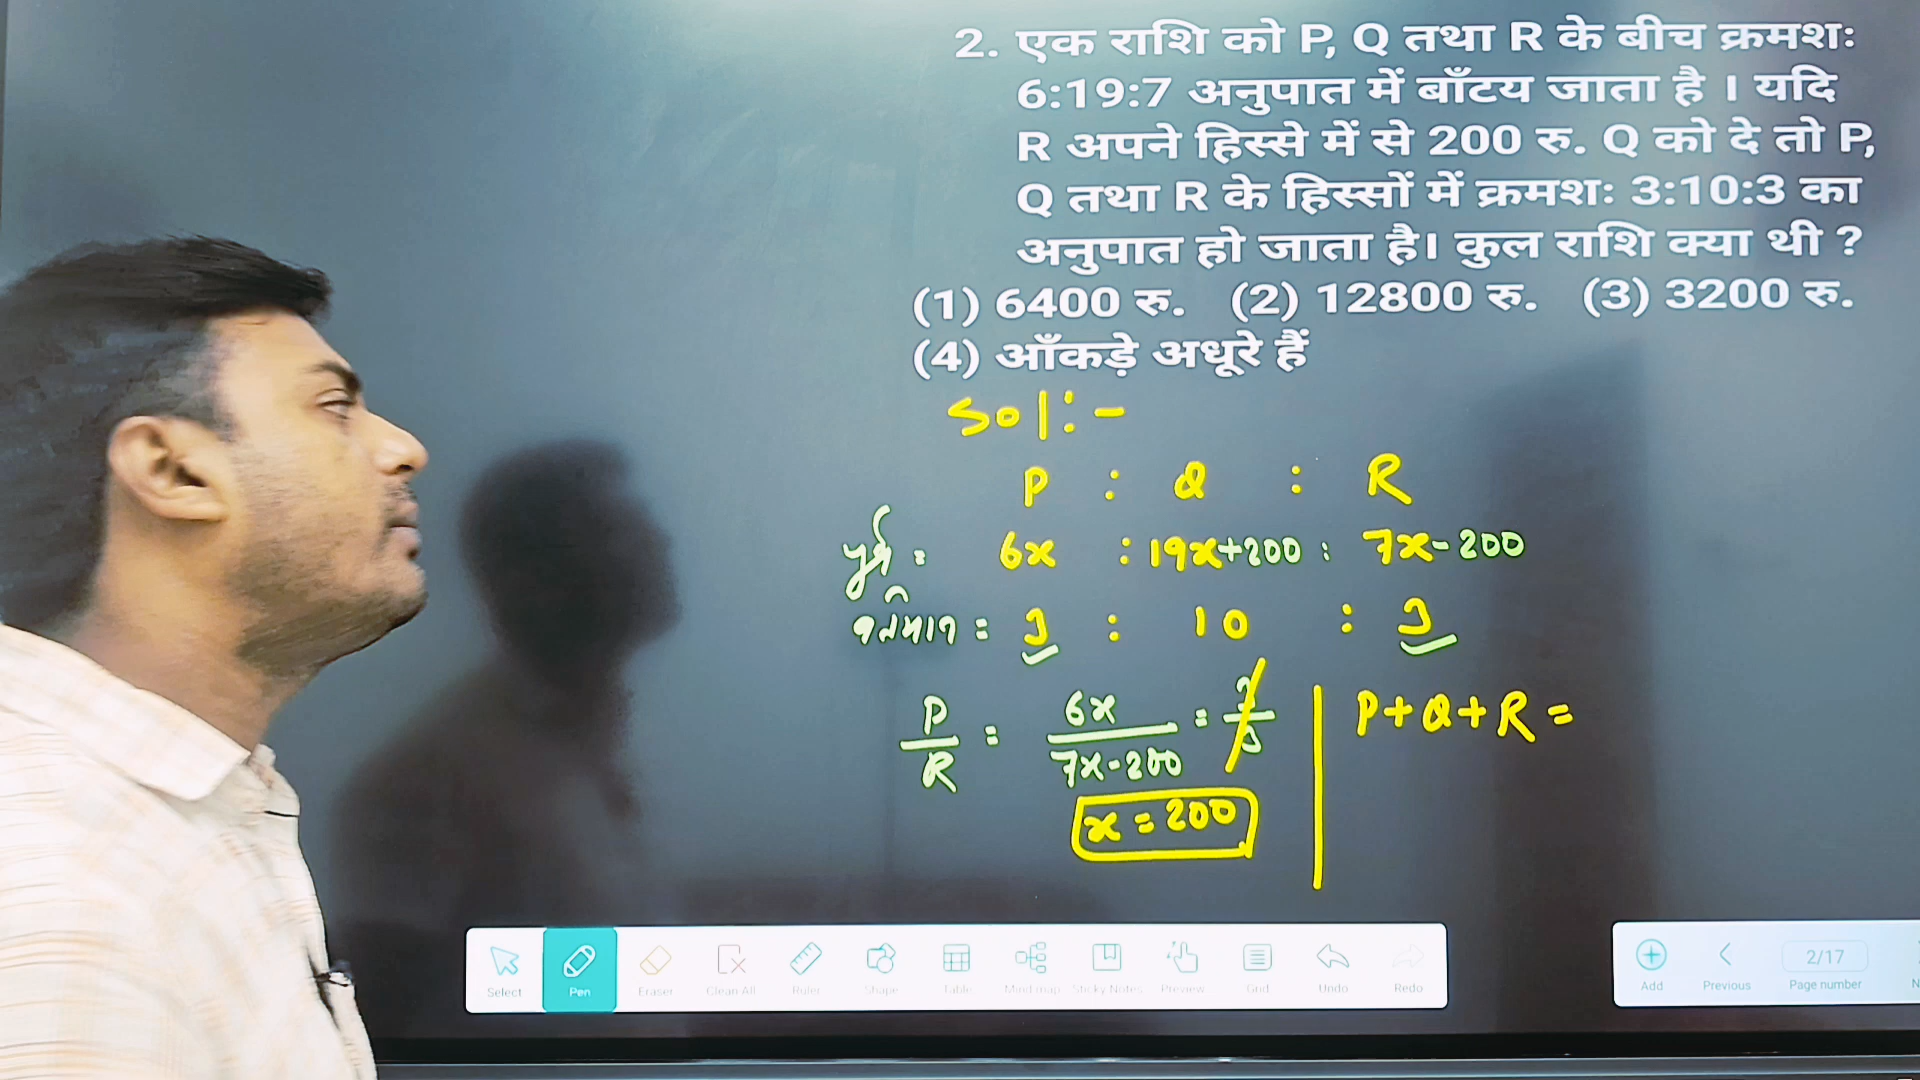 2. एक राशि को P, Q तथा R के बीच क्रमशः
6:19:7 अनुपात में बाँटय जाता है । यदि
R अपने हिस्से में से 200 रु. Q को दे तो P,
Q तथा R के हिस्सों में क्रमशः 3:10:3 का
अनुपात हो जाता है। कुल राशि क्या थी ?
(1) 6400 रु. (2) 12800 रु. (3) 3200 रु.
(4) आँकड़े अधूरे हैं
Sol:-
P : Q : R
पूर्व = 6x : 19x+200 : 7x-200
वर्तमान = 3 : 10 : 3
P/R = 6x/(7x-200) = 3/3
x = 200
P+Q+R =
Select Pen Eraser Clean All Ruler Shape Table Mind map Sticky Notes Preview Grid Undo Redo
Add Previous 2/17 Page number